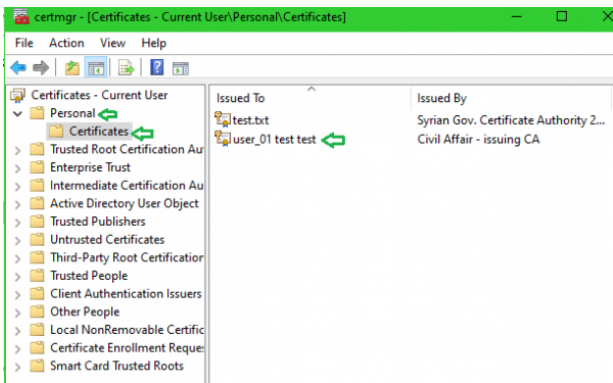 certmgr - [Certificates - Current User\Personal\Certificates]
File Action View Help
Certificates - Current User
Personal
Certificates
Trusted Root Certification Au
Enterprise Trust
Intermediate Certification Au
Active Directory User Object
Trusted Publishers
Untrusted Certificates
Third-Party Root Certification
Trusted People
Client Authentication Issuers
Other People
Local NonRemovable Certific
Certificate Enrollment Reques
Smart Card Trusted Roots
Issued To Issued By
test.txt Syrian Gov. Certificate Authority 2...
user_01 test test Civil Affair - issuing CA